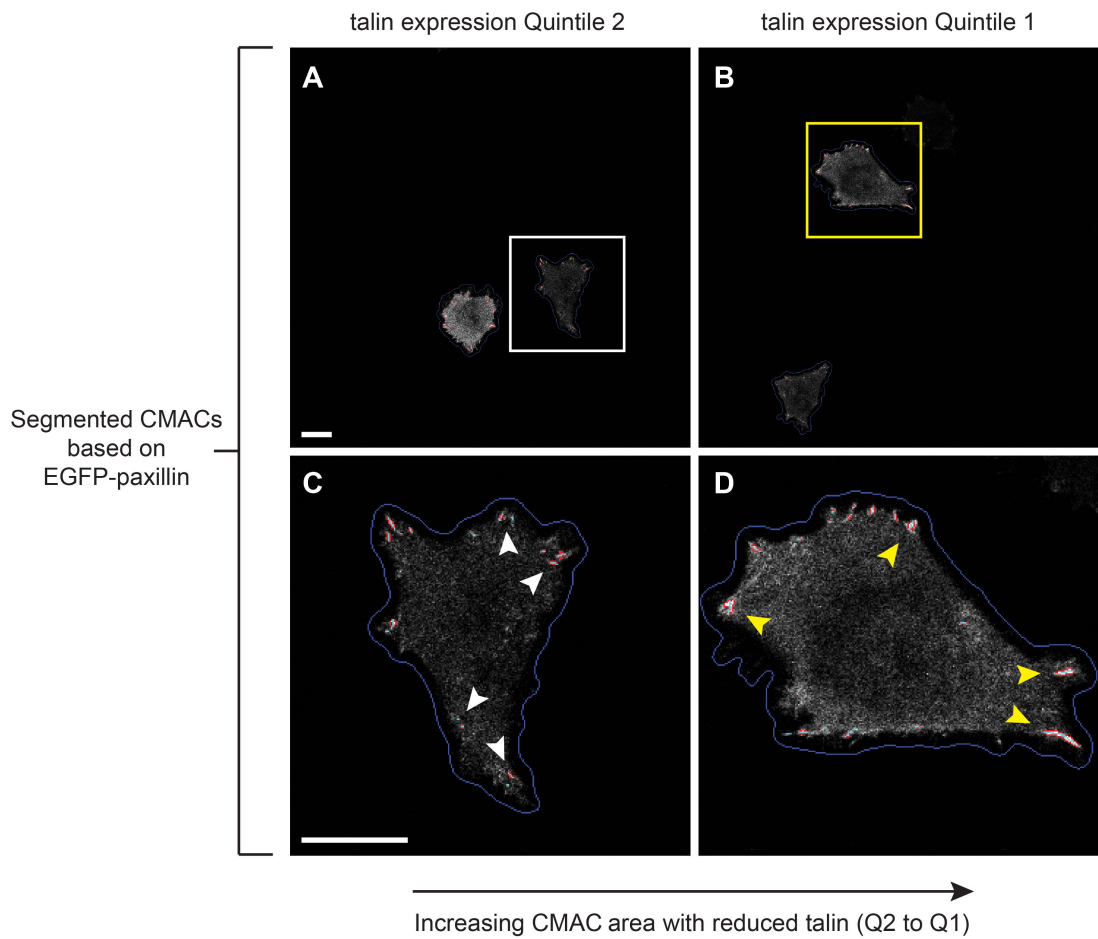 talin expression Quintile 2
talin expression Quintile 1
A
B
Segmented CMACs
based on
EGFP-paxillin
C
D
Increasing CMAC area with reduced talin (Q2 to Q1)